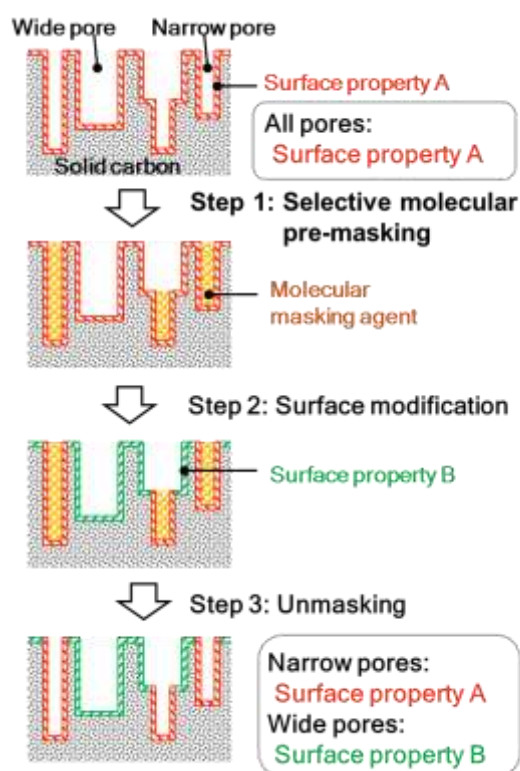 Wide pore
Narrow pore
Surface property A
All pores:
Surface property A
Solid carbon
Step 1: Selective molecular
pre-masking
Molecular
masking agent
Step 2: Surface modification
Surface property B
Step 3: Unmasking
Narrow pores:
Surface property A
Wide pores:
Surface property B